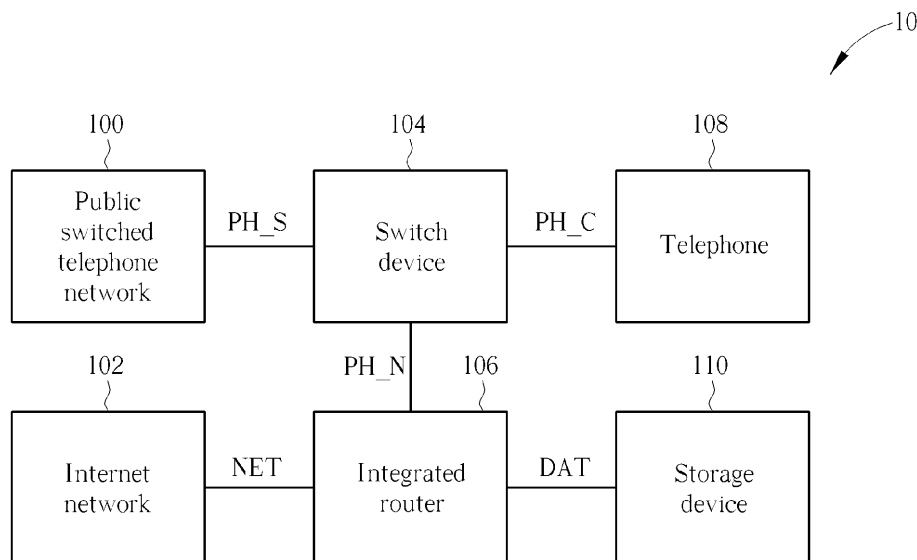 10
100
104
108
Public
switched
telephone
network
PH_S
Switch
device
PH_C
Telephone
102
PH_N
106
110
Internet
network
NET
Integrated
router
DAT
Storage
device